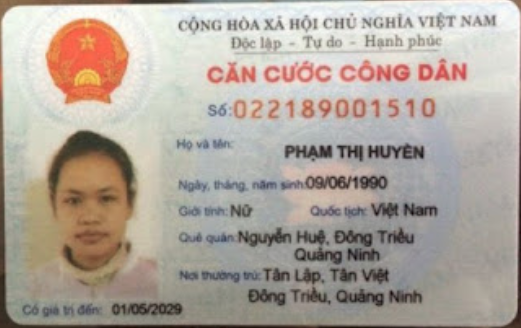 CỘNG HÒA XÃ HỘI CHỦ NGHĨA VIỆT NAM
Độc lập - Tự do - Hạnh phúc
CĂN CƯỚC CÔNG DÂN
Số: 022189001510
Họ và tên: PHẠM THỊ HUYÊN
Ngày, tháng, năm sinh: 09/06/1990
Giới tính: Nữ Quốc tịch: Việt Nam
Quê quán: Nguyễn Huệ, Đông Triều
Quảng Ninh
Nơi thường trú: Tân Lập, Tân Việt
Đông Triều, Quảng Ninh
Có giá trị đến: 01/05/2029